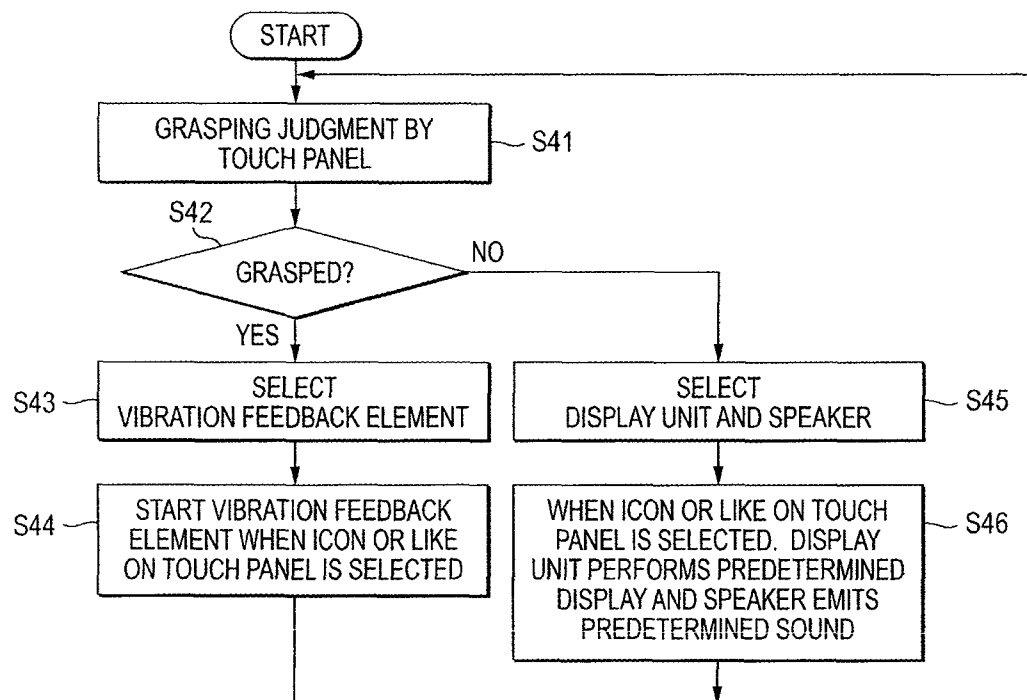 START
GRASPING JUDGMENT BY
TOUCH PANEL
S41
S42
GRASPED?
NO
YES
S43
SELECT
VIBRATION FEEDBACK ELEMENT
SELECT
DISPLAY UNIT AND SPEAKER
S45
S44
START VIBRATION FEEDBACK
ELEMENT WHEN ICON OR LIKE
ON TOUCH PANEL IS SELECTED
WHEN ICON OR LIKE ON TOUCH
PANEL IS SELECTED. DISPLAY
UNIT PERFORMS PREDETERMINED
DISPLAY AND SPEAKER EMITS
PREDETERMINED SOUND
S46